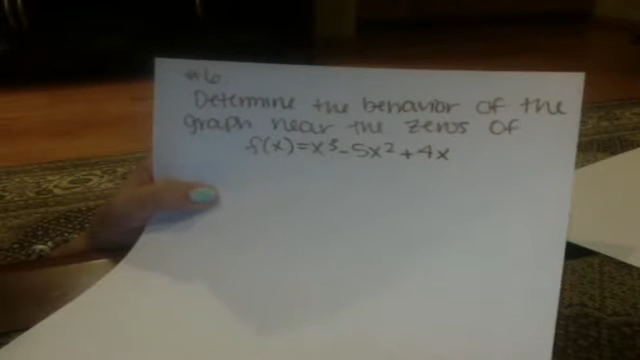 #6
Determine the behavior of the
graph near the zeros of
f(x)=x³-5x²+4x